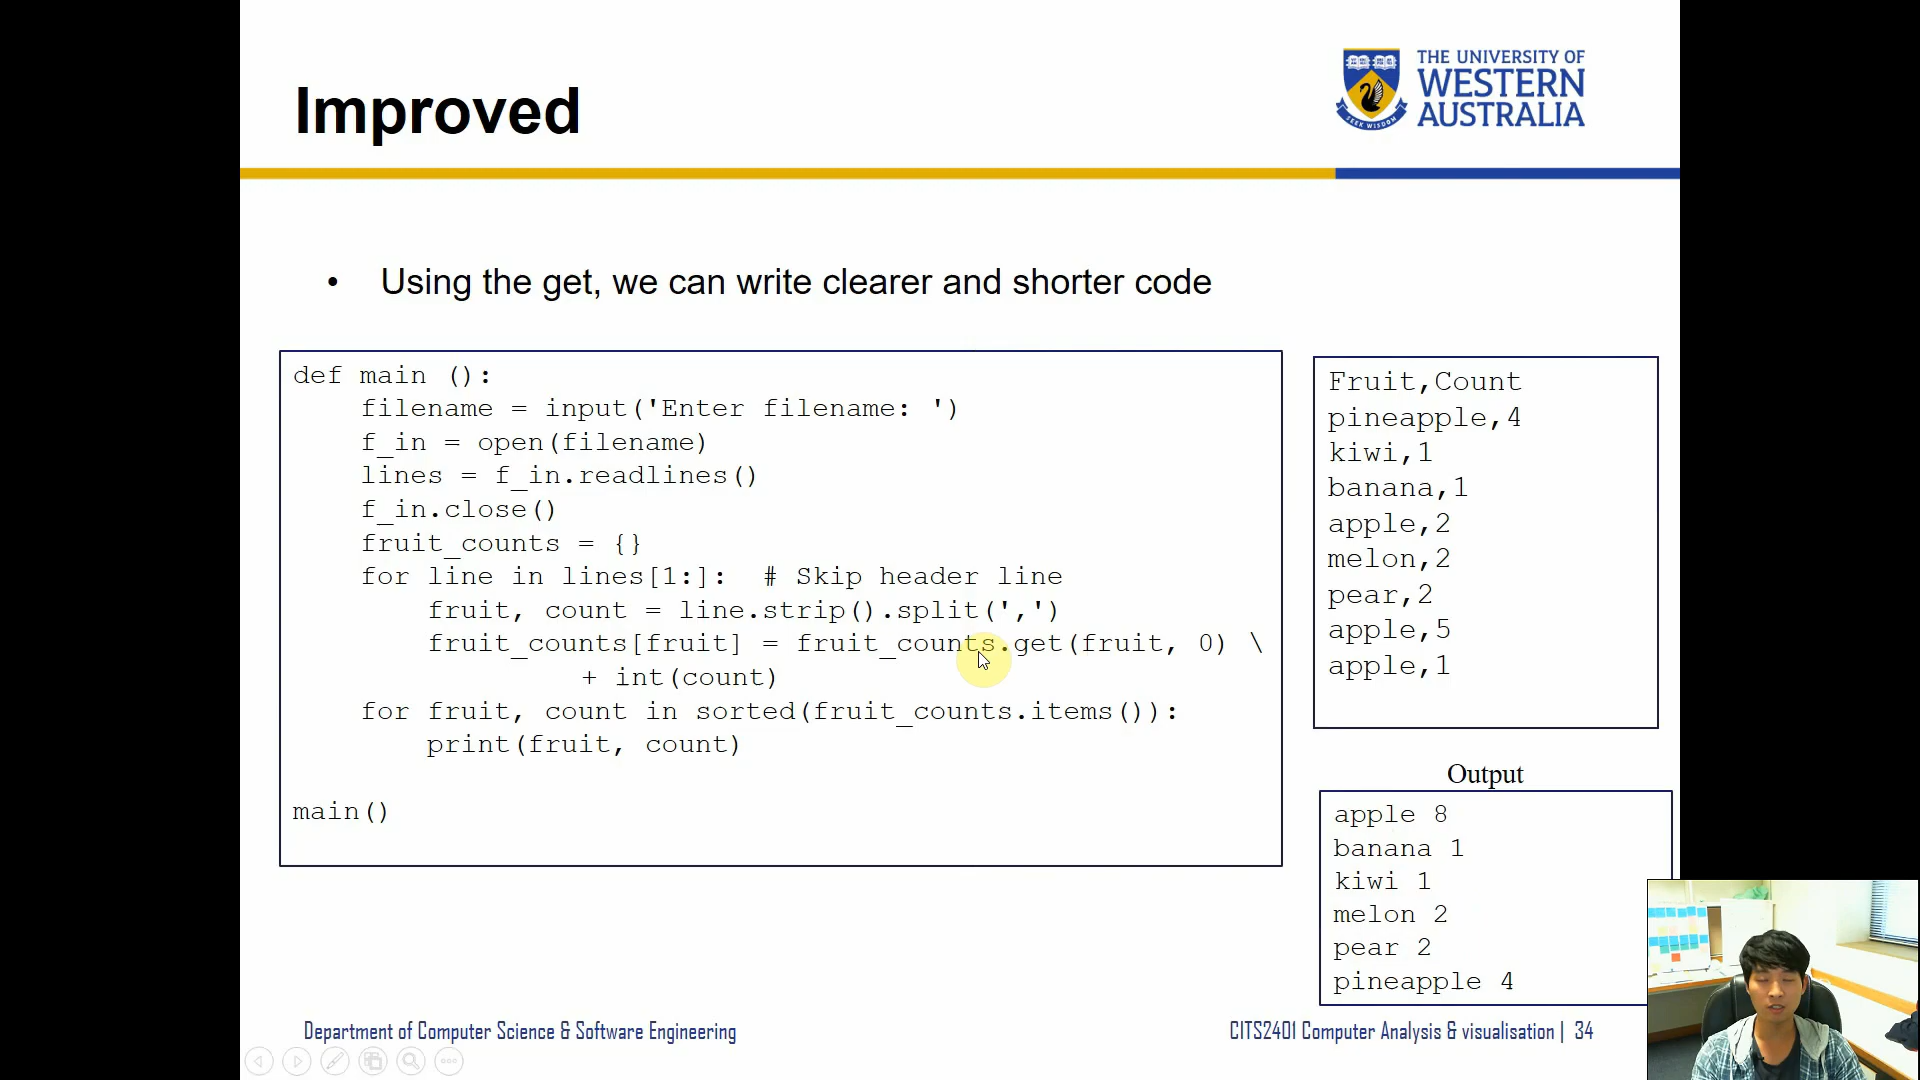 Improved
THE UNIVERSITY OF
WESTERN
AUSTRALIA
SEEK WISDOM
• Using the get, we can write clearer and shorter code
def main ():
    filename = input('Enter filename: ')
    f_in = open(filename)
    lines = f_in.readlines()
    f_in.close()
    fruit_counts = {}
    for line in lines[1:]:  # Skip header line
        fruit, count = line.strip().split(',')
        fruit_counts[fruit] = fruit_counts.get(fruit, 0) \
                 + int(count)
    for fruit, count in sorted(fruit_counts.items()):
        print(fruit, count)
main()
Fruit,Count
pineapple,4
kiwi,1
banana,1
apple,2
melon,2
pear,2
apple,5
apple,1
Output
apple 8
banana 1
kiwi 1
melon 2
pear 2
pineapple 4
Department of Computer Science & Software Engineering
CITS2401 Computer Analysis & visualisation | 34